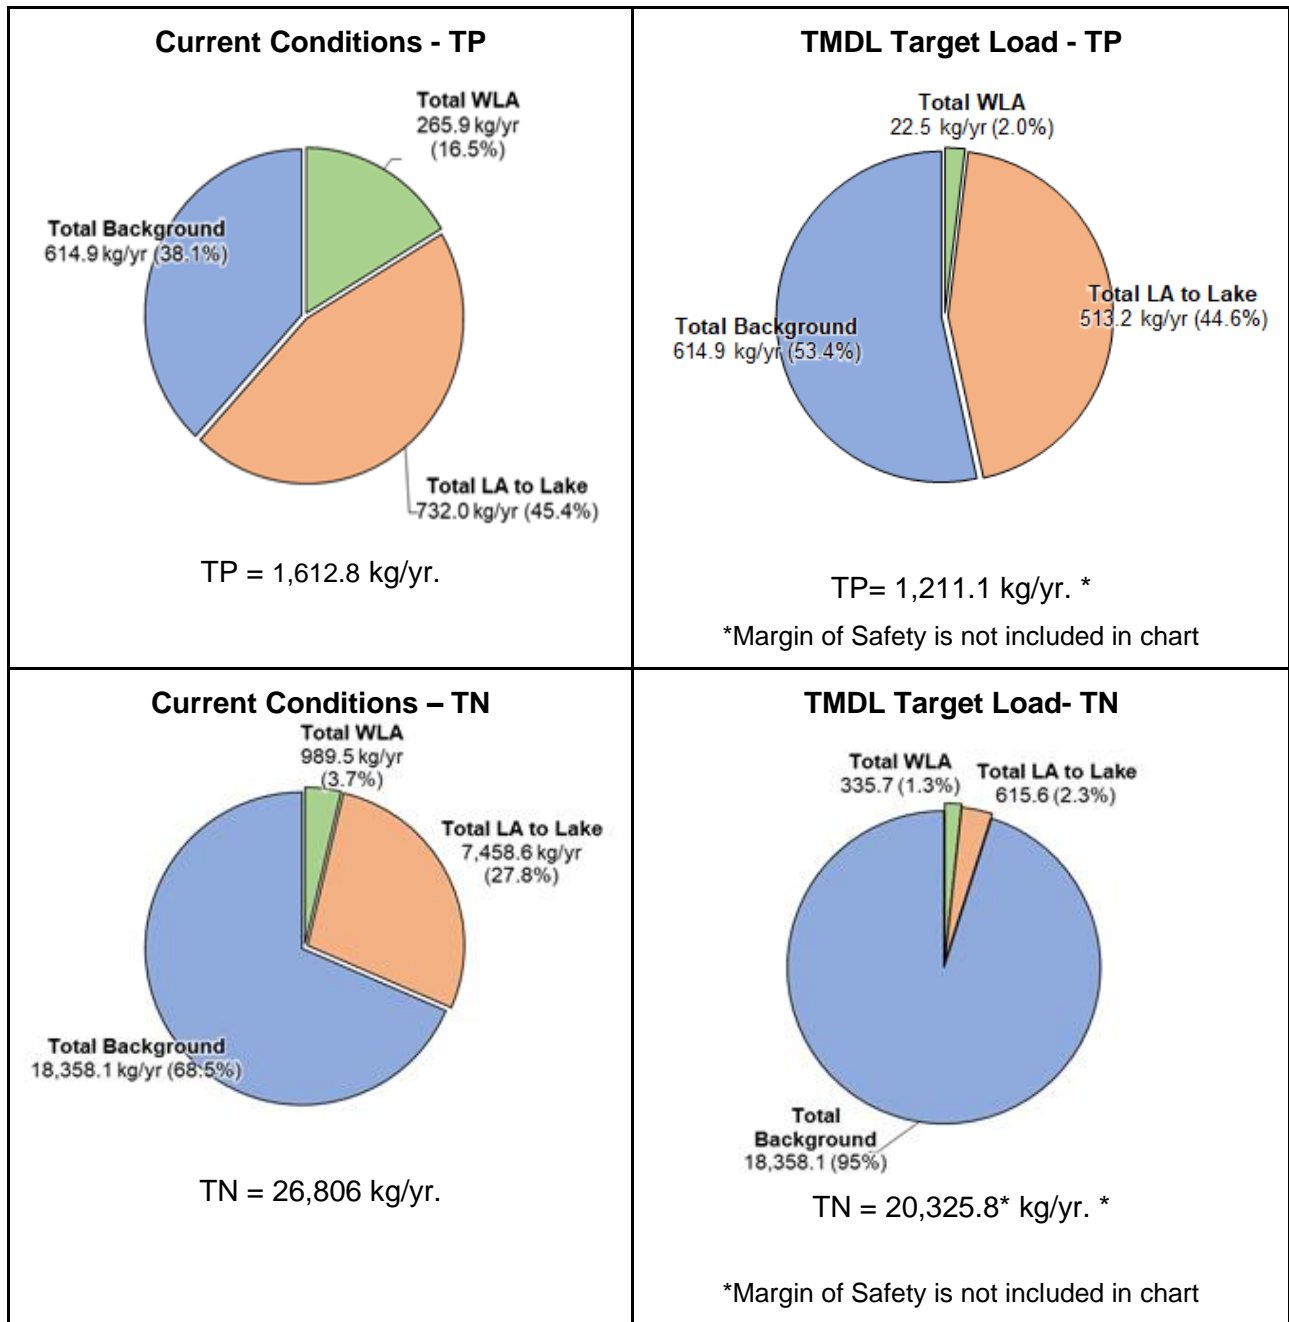 Current Conditions - TP
Total WLA
265.9 kg/yr
(16.5%)
Total Background
614.9 kg/yr (38.1%)
Total LA to Lake
732.0 kg/yr (45.4%)
TP = 1,612.8 kg/yr.
TMDL Target Load - TP
Total WLA
22.5 kg/yr (2.0%)
Total LA to Lake
513.2 kg/yr (44.6%)
Total Background
614.9 kg/yr (53.4%)
TP= 1,211.1 kg/yr. *
*Margin of Safety is not included in chart
Current Conditions – TN
Total WLA
989.5 kg/yr
(3.7%)
Total LA to Lake
7,458.6 kg/yr
(27.8%)
Total Background
18,358.1 kg/yr (68.5%)
TN = 26,806 kg/yr.
TMDL Target Load- TN
Total WLA
335.7 (1.3%)
Total LA to Lake
615.6 (2.3%)
Total
Background
18,358.1 (95%)
TN = 20,325.8* kg/yr. *
*Margin of Safety is not included in chart